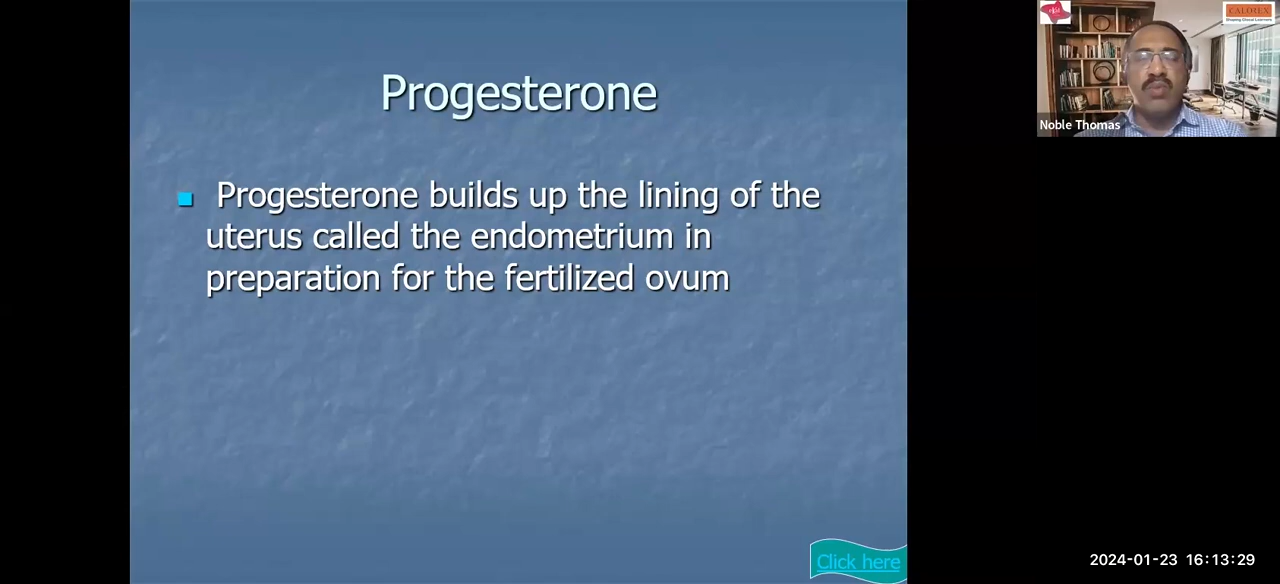 Progesterone
Progesterone builds up the lining of the
uterus called the endometrium in
preparation for the fertilized ovum
Click here
CALOREX
Noble Thomas
2024-01-23 16:13:29